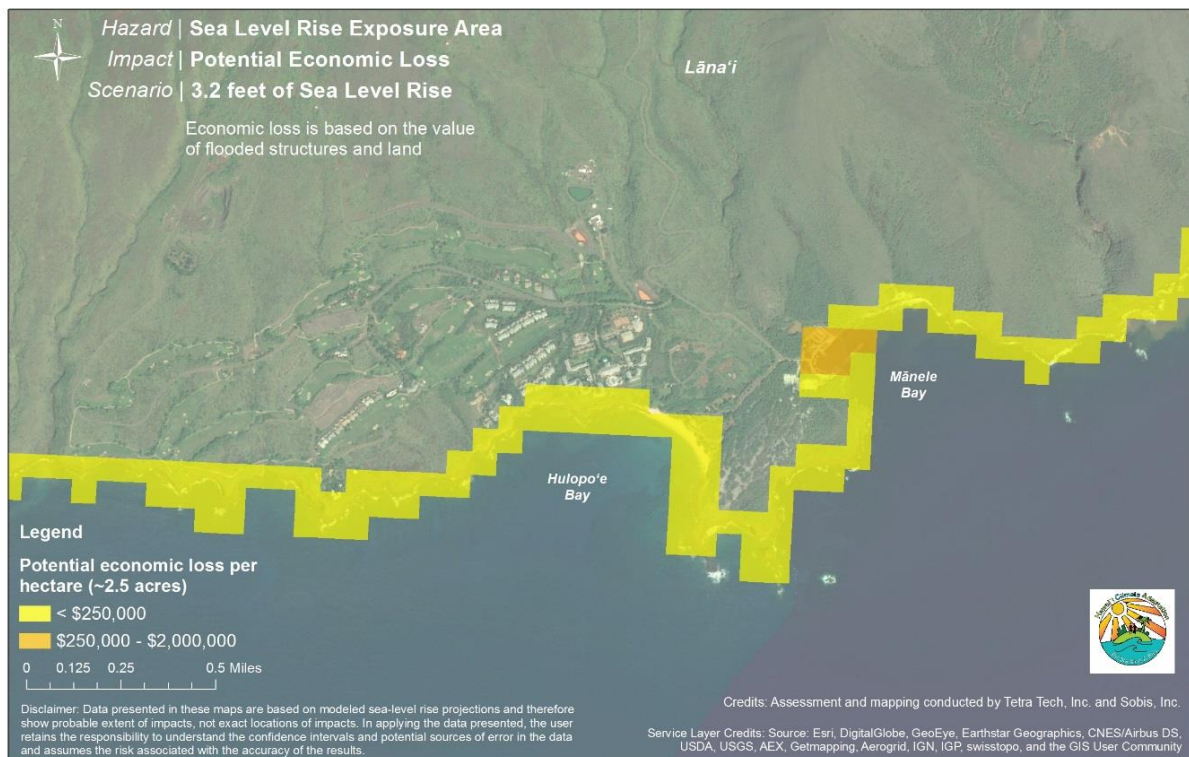 N
Hazard | Sea Level Rise Exposure Area
Impact | Potential Economic Loss
Scenario | 3.2 feet of Sea Level Rise
Economic loss is based on the value
of flooded structures and land
Lānaʻi
Mānele
Bay
Hulopoʻe
Bay
Legend
Potential economic loss per
hectare (~2.5 acres)
< $250,000
$250,000 - $2,000,000
0 0.125 0.25 0.5 Miles
Disclaimer: Data presented in these maps are based on modeled sea-level rise projections and therefore
show probable extent of impacts, not exact locations of impacts. In applying the data presented, the user
retains the responsibility to understand the confidence intervals and potential sources of error in the data
and assumes the risk associated with the accuracy of the results.
Hawaiʻi Climate Adaptation
Credits: Assessment and mapping conducted by Tetra Tech, Inc. and Sobis, Inc.
Service Layer Credits: Source: Esri, DigitalGlobe, GeoEye, Earthstar Geographics, CNES/Airbus DS,
USDA, USGS, AEX, Getmapping, Aerogrid, IGN, IGP, swisstopo, and the GIS User Community